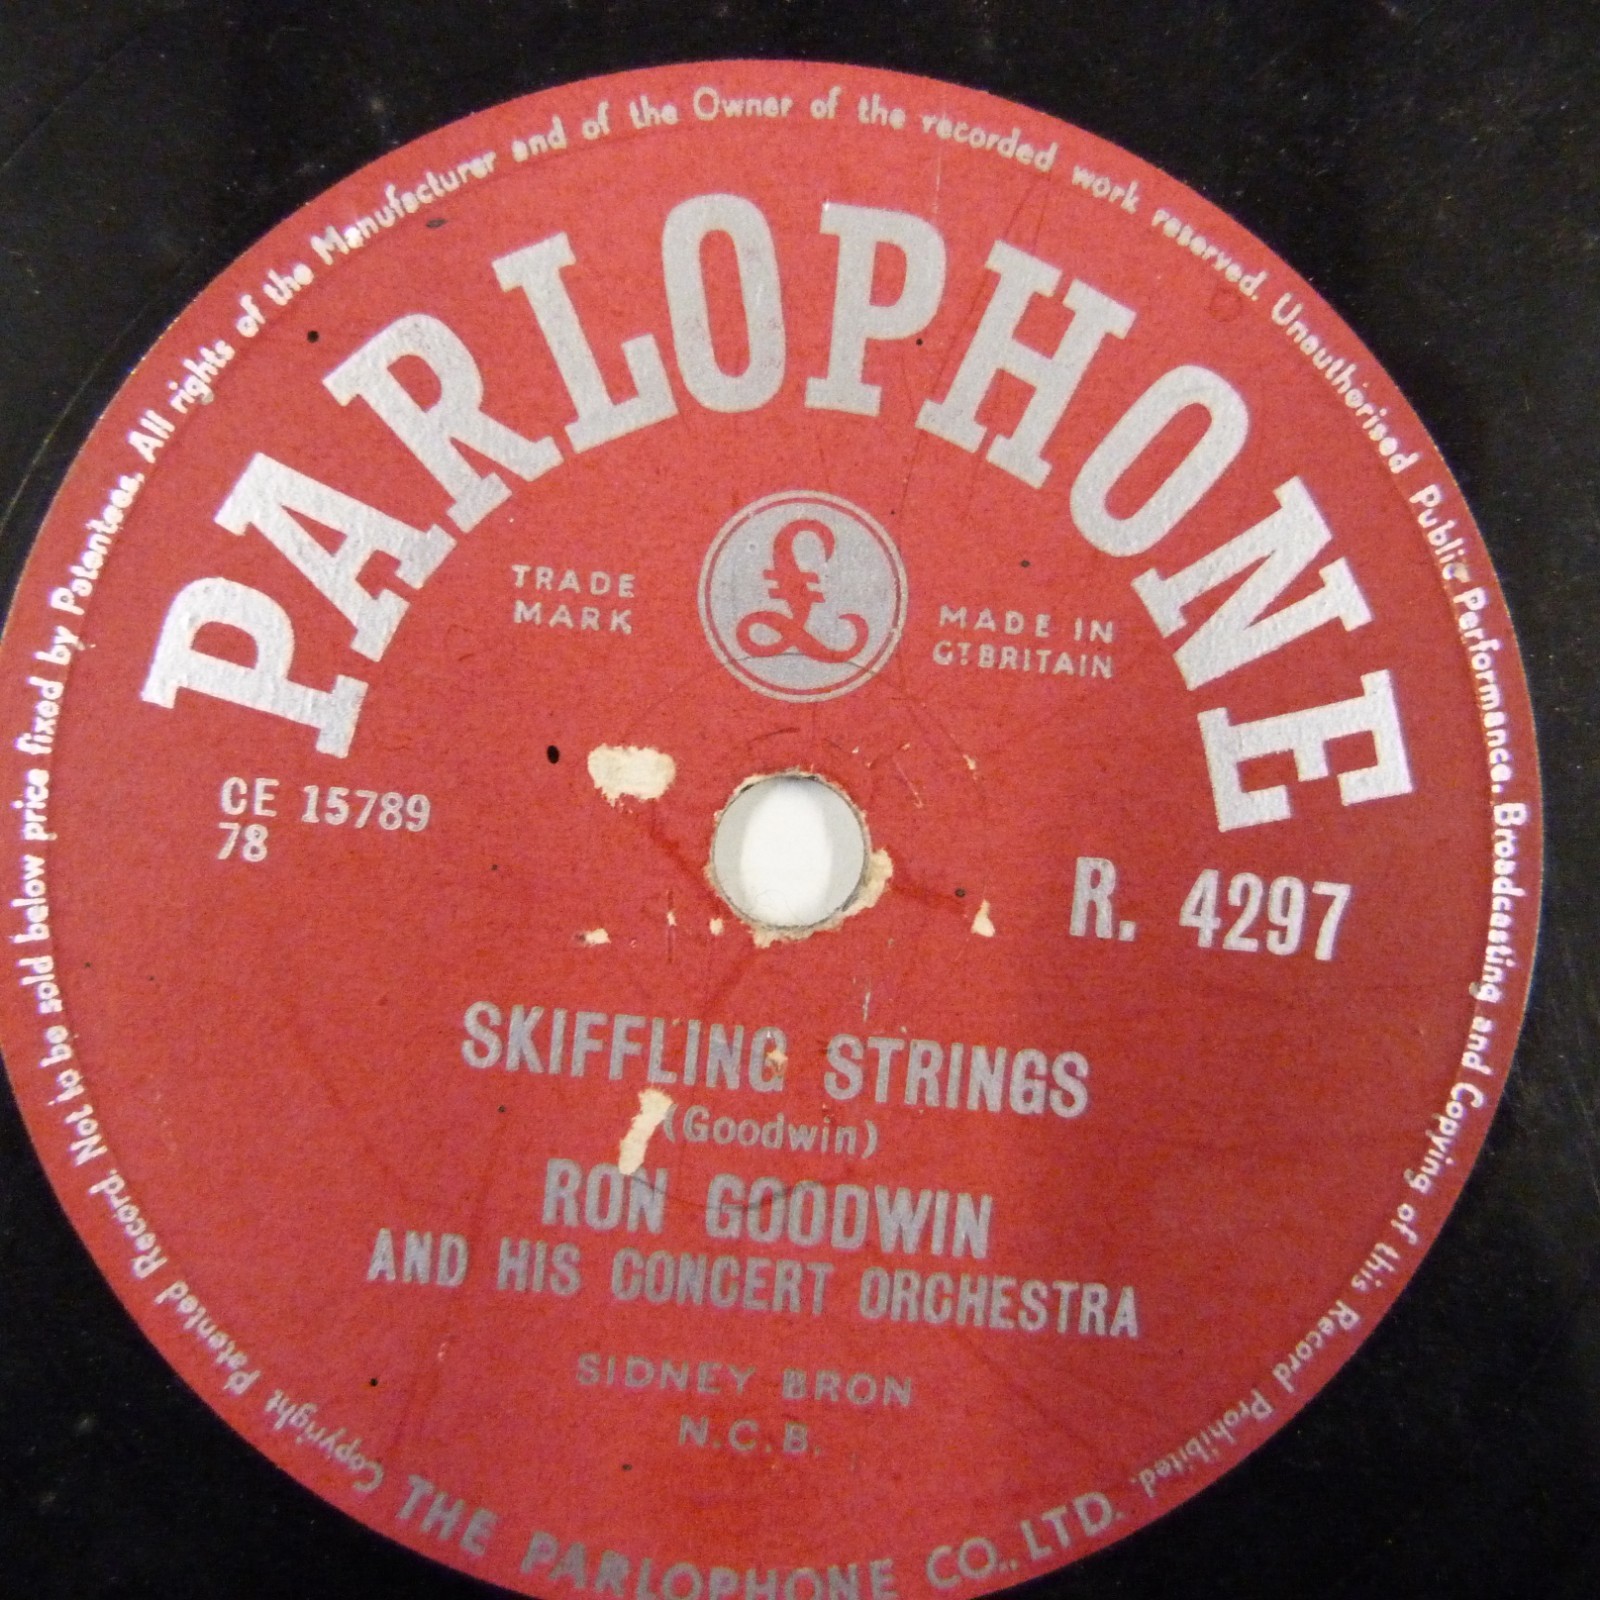 Copyright Patented Record. Not to be sold below price fixed by Patentees. All rights of the Manufacturer and of the Owner of the recorded work reserved. Unauthorised Public Performance. Broadcasting and Copying of this Record Prohibited.
PARLOPHONE
TRADE
MARK
£
MADE IN
GT BRITAIN
CE 15789
78
R. 4297
SKIFFLING STRINGS
(Goodwin)
RON GOODWIN
AND HIS CONCERT ORCHESTRA
SIDNEY BRON
N.C.B.
THE PARLOPHONE CO., LTD.